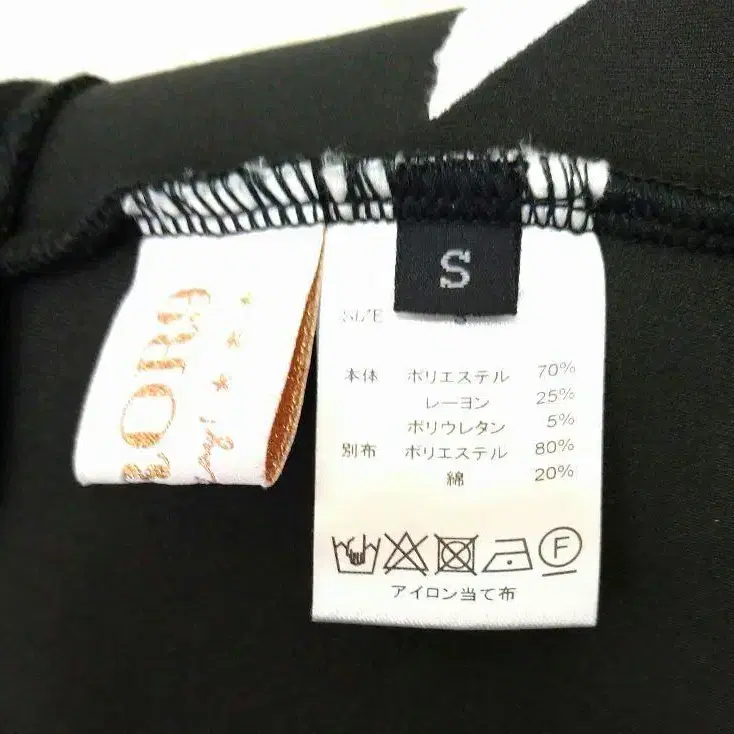 S
SIZE
本体 ポリエステル 70%
レーヨン 25%
ポリウレタン 5%
別布 ポリエステル 80%
綿 20%
F
アイロン当て布